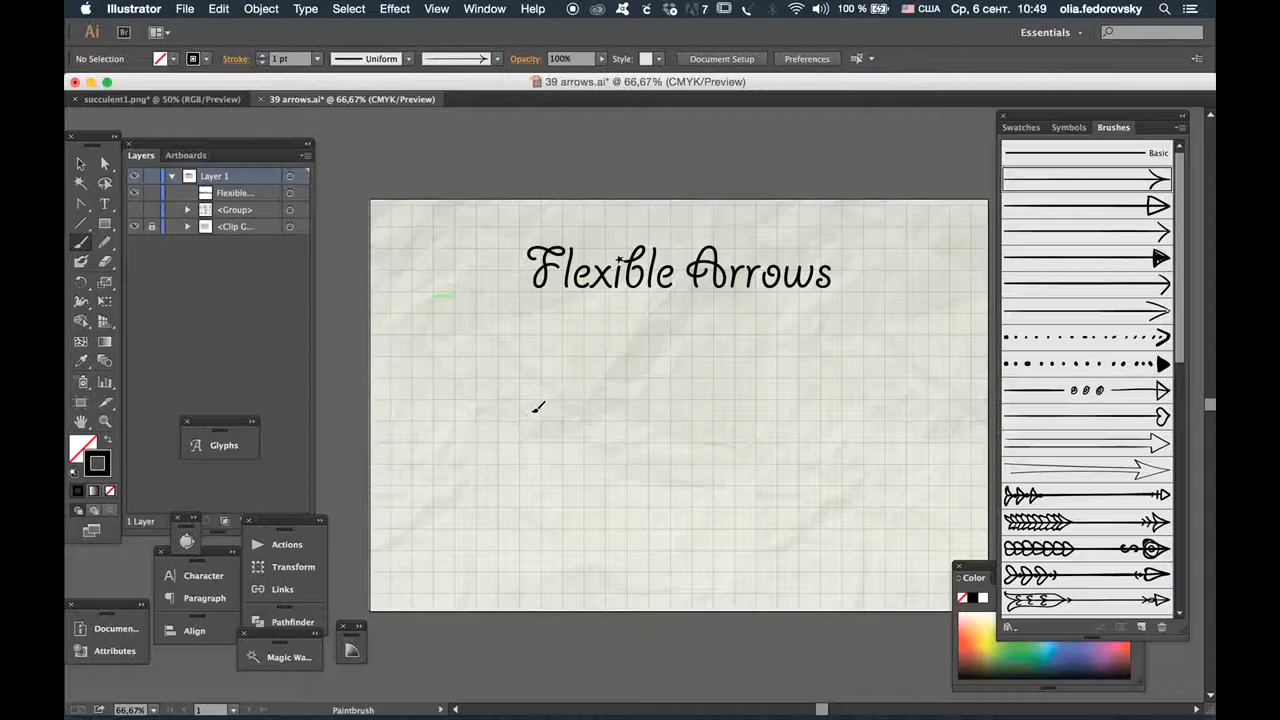 Illustrator File Edit Object Type Select Effect View Window Help 7 100 % США Ср, 6 сент. 10:49 olia.fedorovsky
Ai Br Essentials
No Selection Stroke: 1 pt Uniform Opacity: 100% Style: Document Setup Preferences
39 arrows.ai* @ 66,67% (CMYK/Preview)
succulent1.png* @ 50% (RGB/Preview) 39 arrows.ai* @ 66,67% (CMYK/Preview)
Swatches Symbols Brushes
Layers Artboards
Basic
Layer 1
Flexible...
<Group>
<Clip G...
Flexible Arrows
Glyphs
1 Layer
Actions
Transform
Links
Pathfinder
Magic Wa...
Character
Paragraph
Align
Documen...
Attributes
Color
66,67% 1 Paintbrush